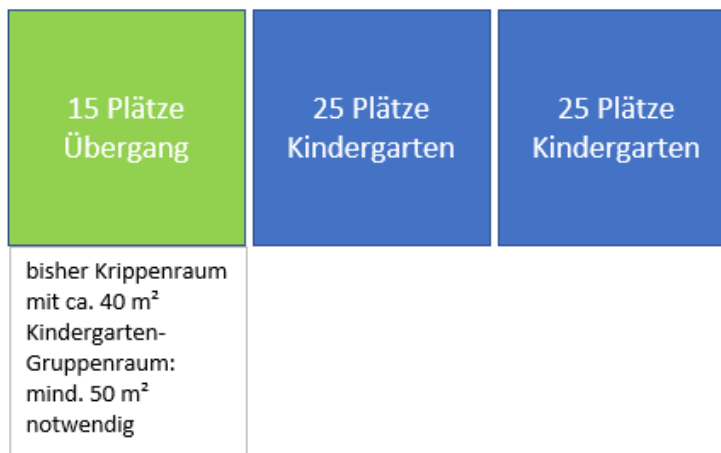 15 Plätze
Übergang
25 Plätze
Kindergarten
25 Plätze
Kindergarten
bisher Krippenraum
mit ca. 40 m²
Kindergarten-
Gruppenraum:
mind. 50 m²
notwendig